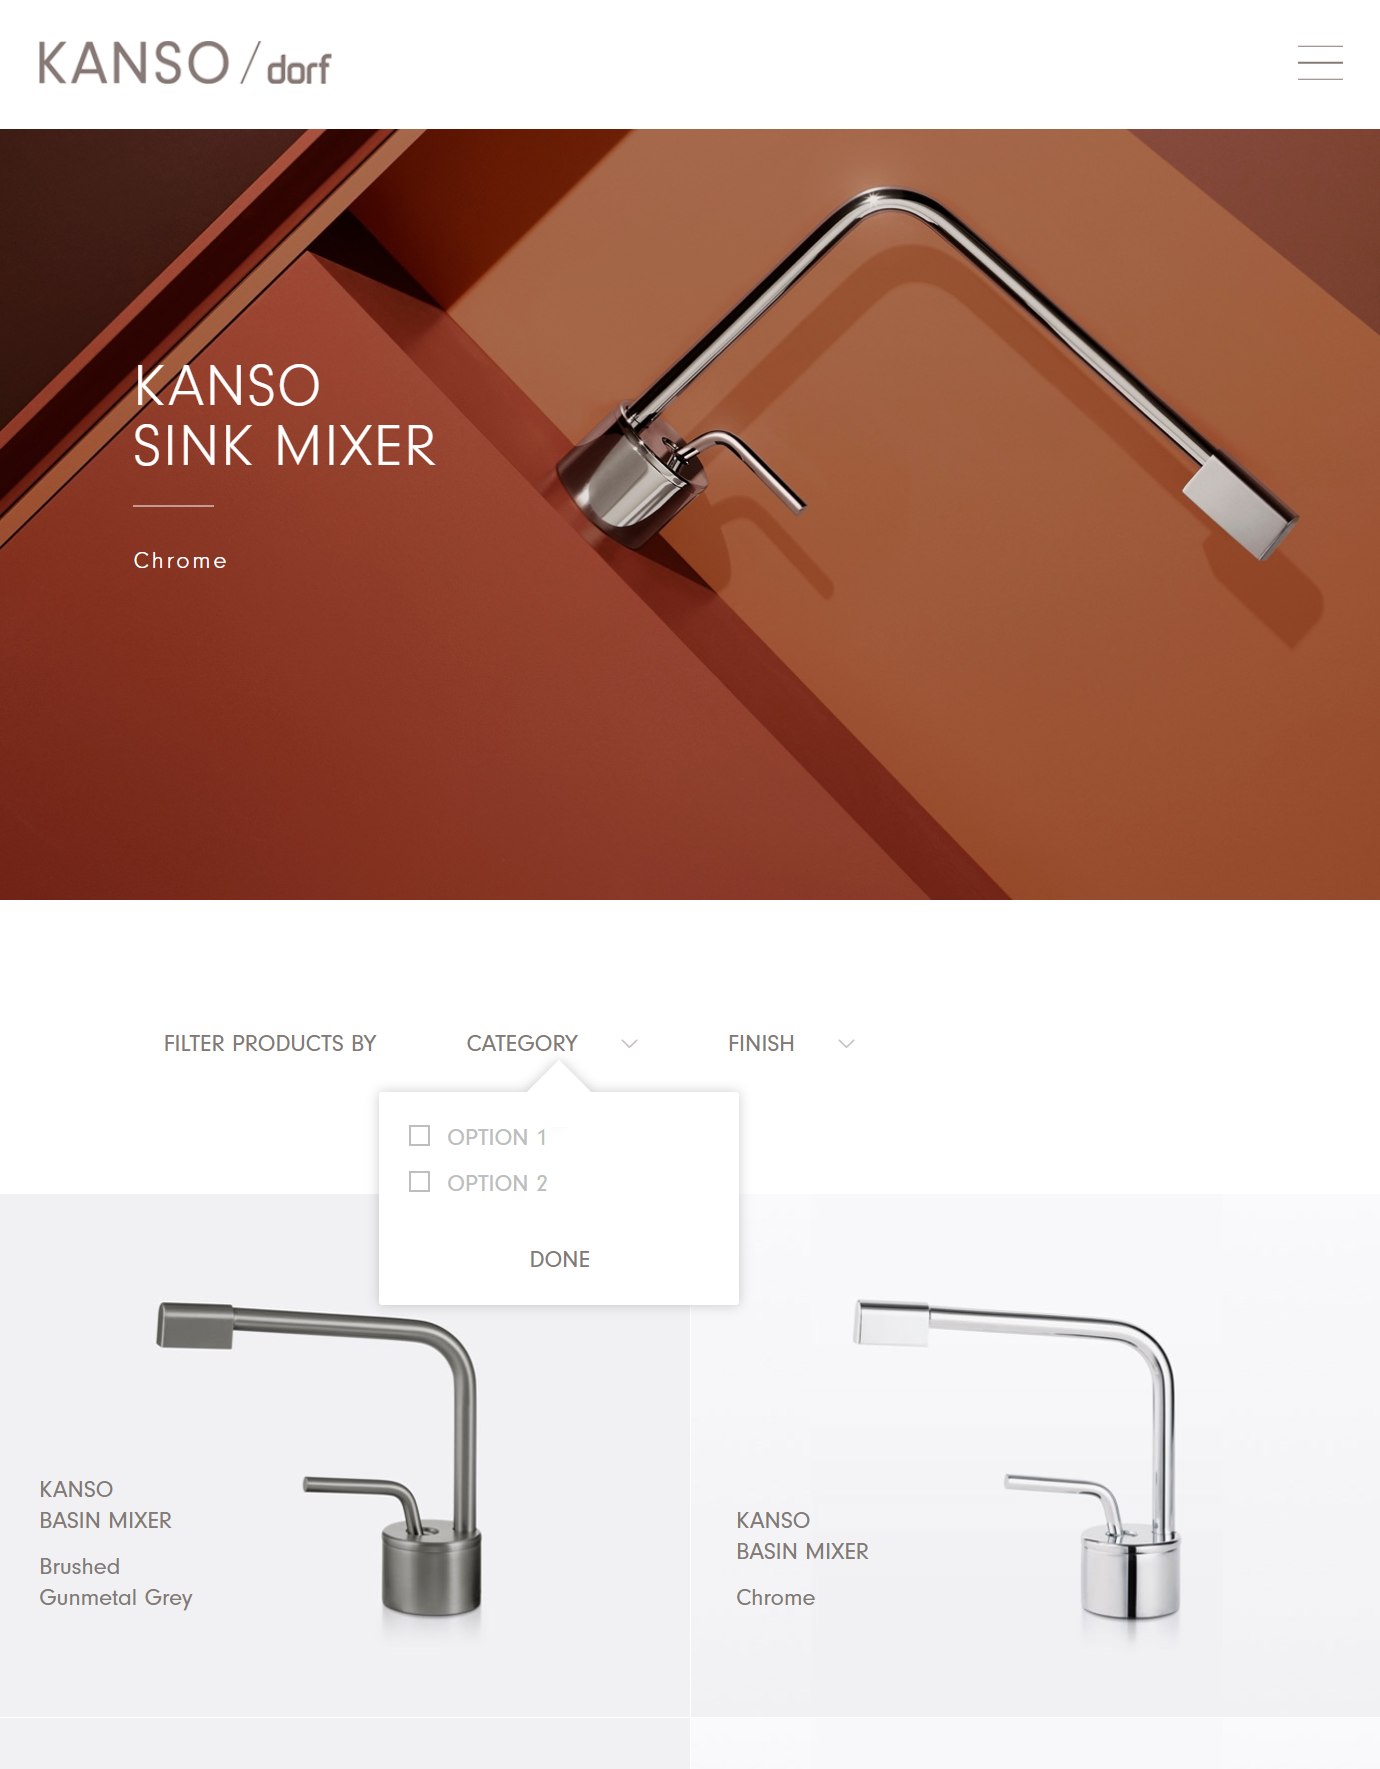 KANSO / dorf
KANSO
SINK MIXER
Chrome
FILTER PRODUCTS BY CATEGORY FINISH
OPTION 1
OPTION 2
DONE
KANSO
BASIN MIXER
Brushed
Gunmetal Grey
KANSO
BASIN MIXER
Chrome